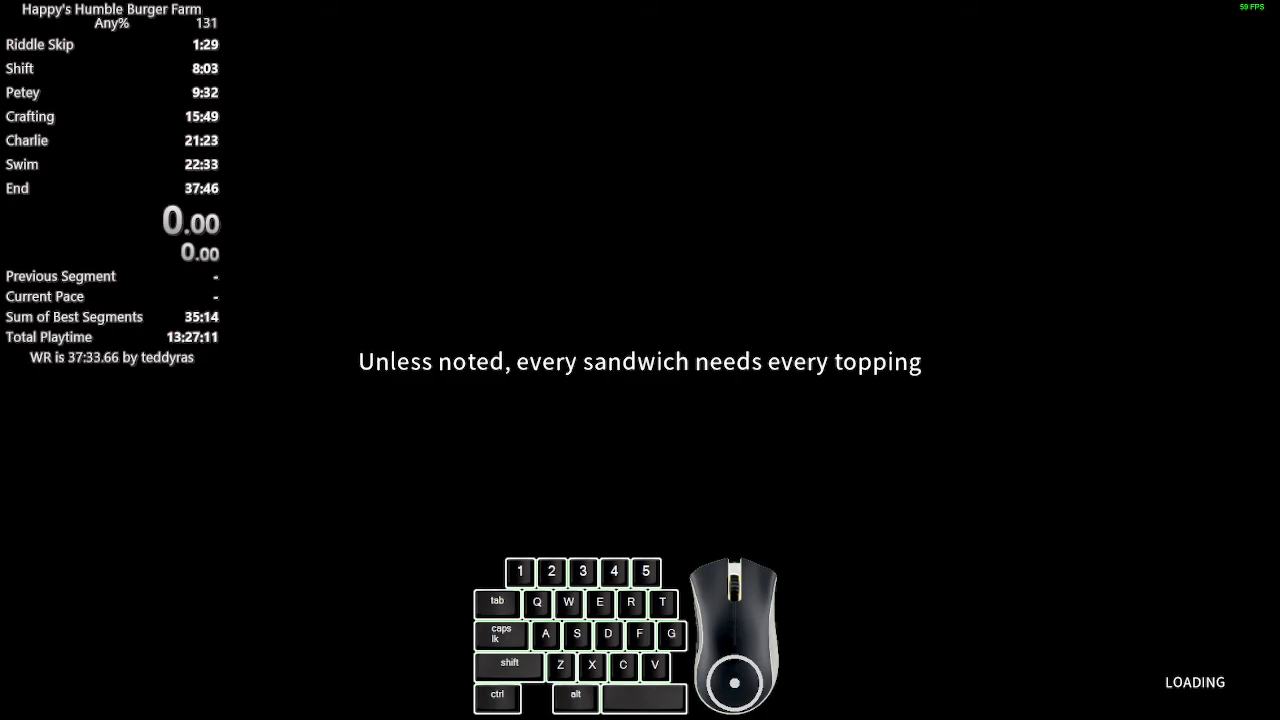 Happy's Humble Burger Farm
Any% 131
Riddle Skip 1:29
Shift 8:03
Petey 9:32
Crafting 15:49
Charlie 21:23
Swim 22:33
End 37:46
0.00
0.00
Previous Segment -
Current Pace -
Sum of Best Segments 35:14
Total Playtime 13:27:11
WR is 37:33.66 by teddyras
59 FPS
Unless noted, every sandwich needs every topping
1 2 3 4 5
tab Q W E R T
caps lk A S D F G
shift Z X C V
ctrl alt
LOADING